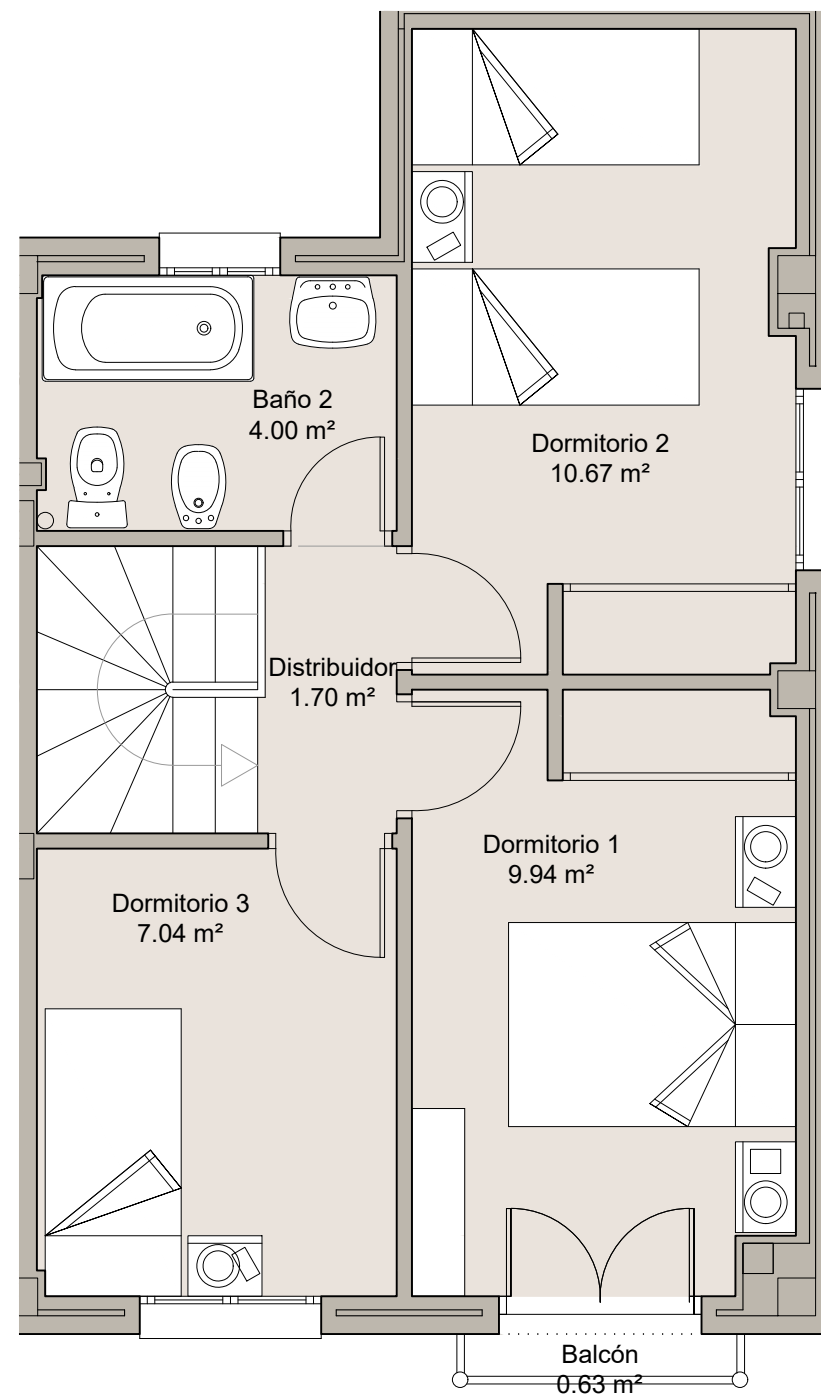 Baño 2
4.00 m²
Dormitorio 2
10.67 m²
Distribuidor
1.70 m²
Dormitorio 1
9.94 m²
Dormitorio 3
7.04 m²
Balcón
0.63 m²